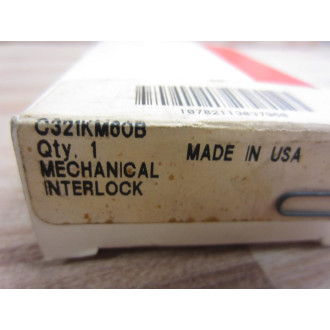 C321KM60B
Qty. 1
MADE IN USA
MECHANICAL
INTERLOCK